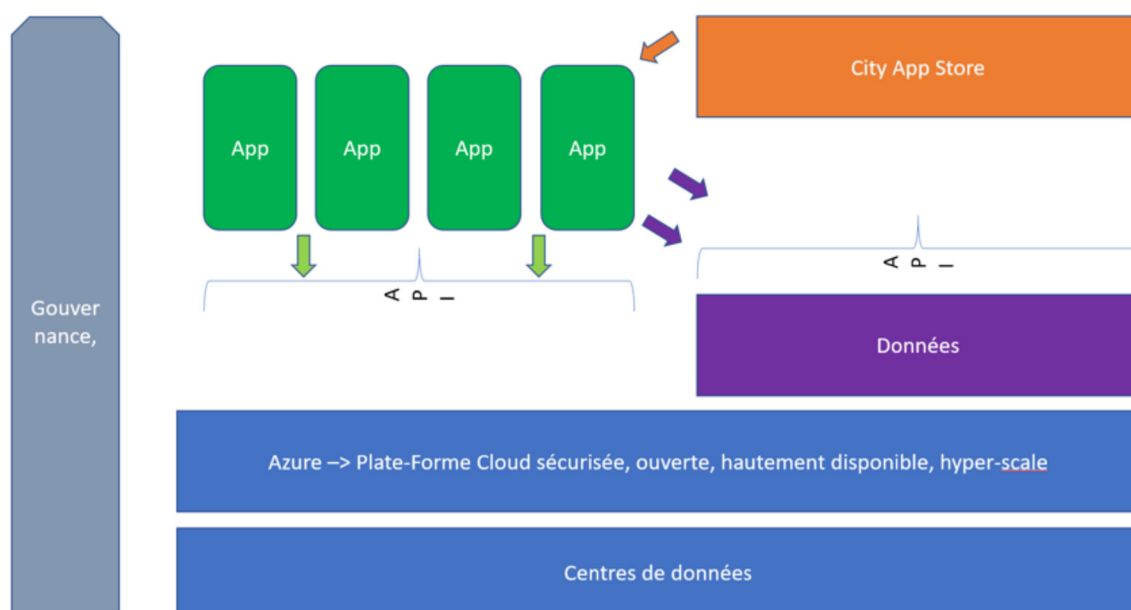 City App Store
App
App
App
App
API
API
Gouver
nance,
Données
Azure –> Plate-Forme Cloud sécurisée, ouverte, hautement disponible, hyper-scale
Centres de données